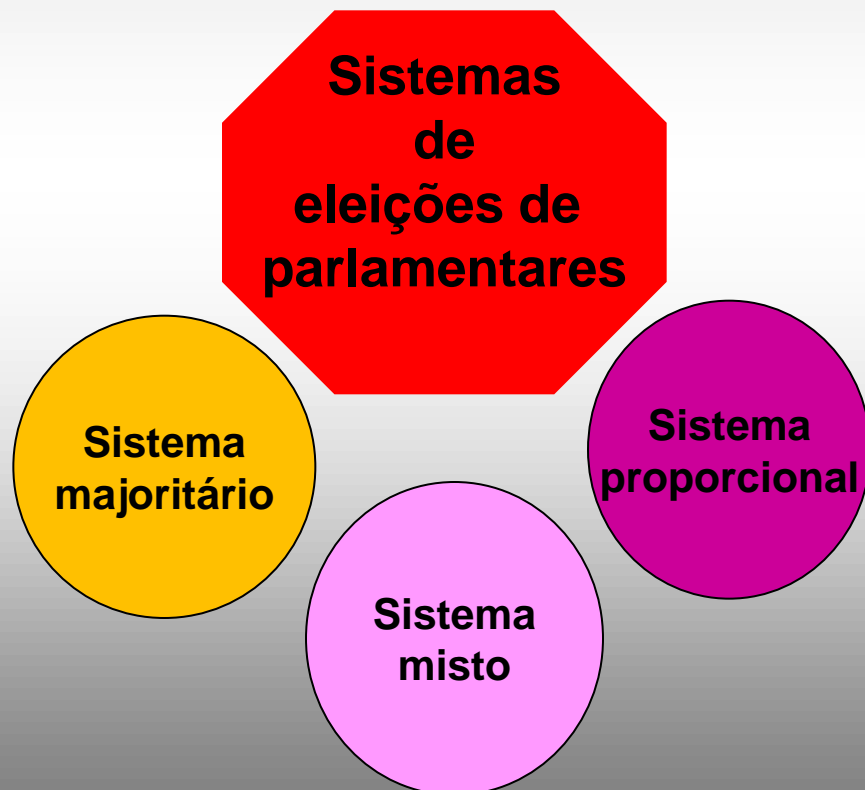 Sistemas
de
eleições de
parlamentares
Sistema
majoritário
Sistema
proporcional
Sistema
misto